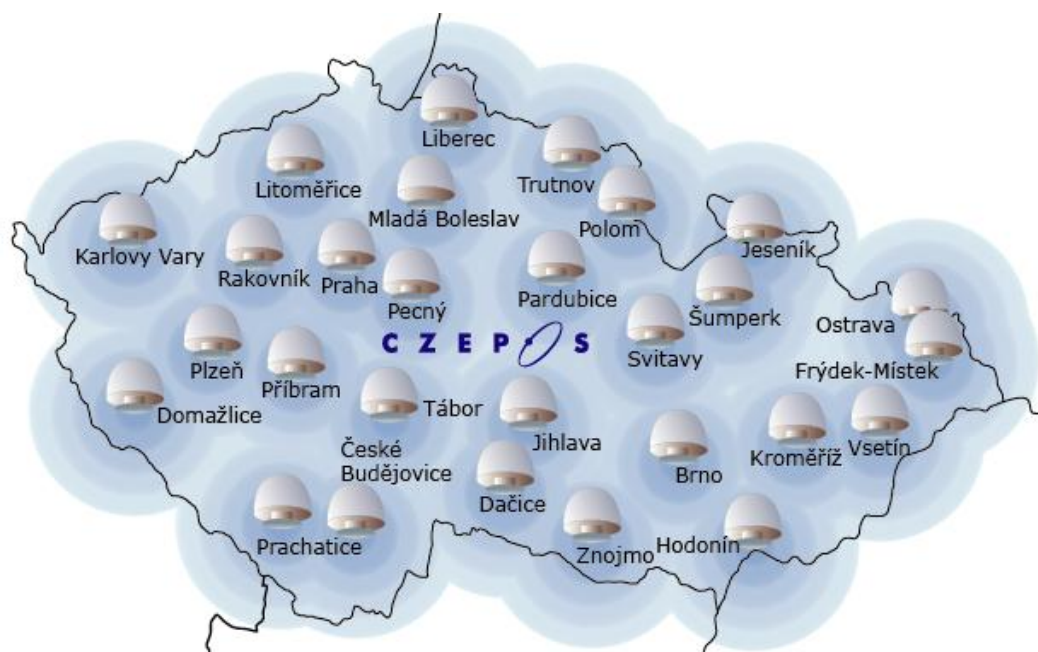 Liberec
Litoměřice
Trutnov
Mladá Boleslav
Polom
Karlovy Vary
Jeseník
Rakovník
Praha
Pardubice
Pecný
Šumperk
Ostrava
CZEPOS
Svitavy
Plzeň
Příbram
Frýdek-Místek
Domažlice
Tábor
Jihlava
České
Budějovice
Kroměříž
Vsetín
Brno
Dačice
Prachatice
Znojmo
Hodonín